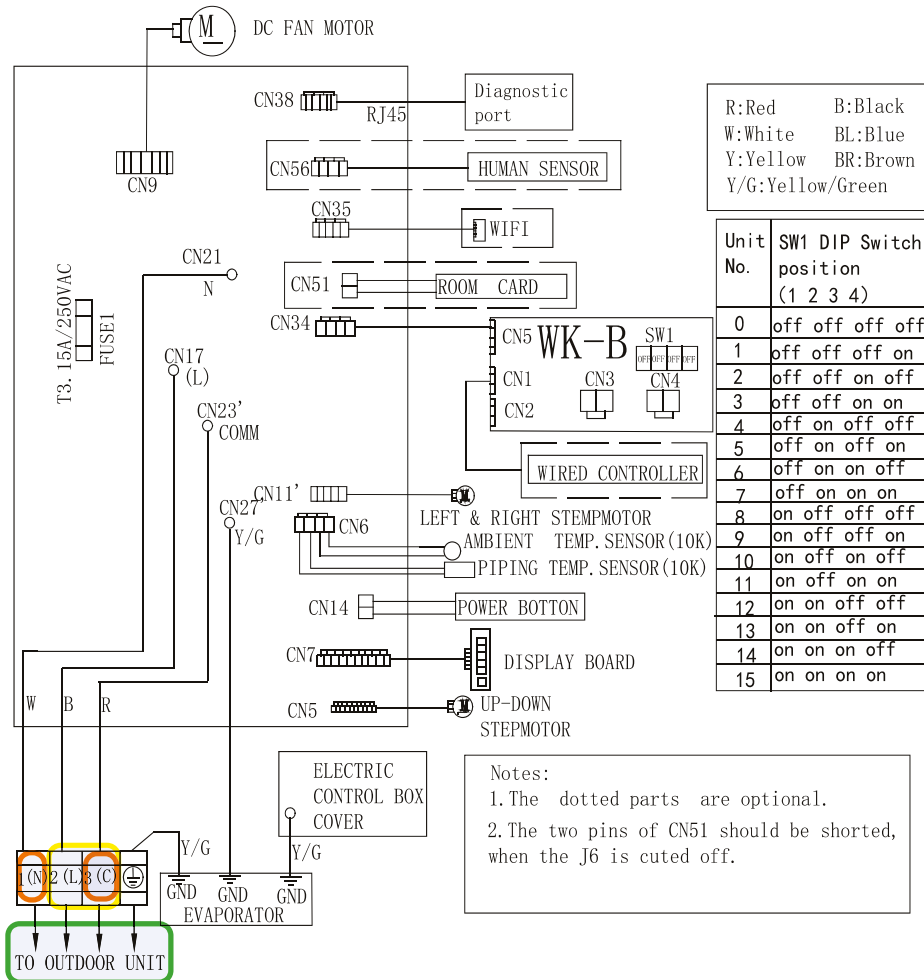 M
DC FAN MOTOR
CN38
RJ45
Diagnostic
port
CN9
CN56
HUMAN SENSOR
CN35
WIFI
CN21
N
CN51
ROOM CARD
T3.15A/250VAC
FUSE1
CN34
CN5
WK-B
SW1
OFF OFF OFF OFF
CN17
(L)
CN1
CN3
CN4
CN2
CN23'
COMM
WIRED CONTROLLER
CN11'
M
CN27'
Y/G
LEFT & RIGHT STEMPMOTOR
CN6
AMBIENT TEMP.SENSOR(10K)
PIPING TEMP.SENSOR(10K)
CN14
POWER BOTTON
CN7
DISPLAY BOARD
W
B
R
CN5
M
UP-DOWN
STEPMOTOR
ELECTRIC
CONTROL BOX
COVER
Y/G
Y/G
1(N) 2(L) 3(C)
GND
GND
GND
EVAPORATOR
TO OUTDOOR UNIT
R:Red B:Black
W:White BL:Blue
Y:Yellow BR:Brown
Y/G:Yellow/Green
Unit No. SW1 DIP Switch
position
(1 2 3 4)
0 off off off off
1 off off off on
2 off off on off
3 off off on on
4 off on off off
5 off on off on
6 off on on off
7 off on on on
8 on off off off
9 on off off on
10 on off on off
11 on off on on
12 on on off off
13 on on off on
14 on on on off
15 on on on on
Notes:
1.The dotted parts are optional.
2.The two pins of CN51 should be shorted,
when the J6 is cuted off.